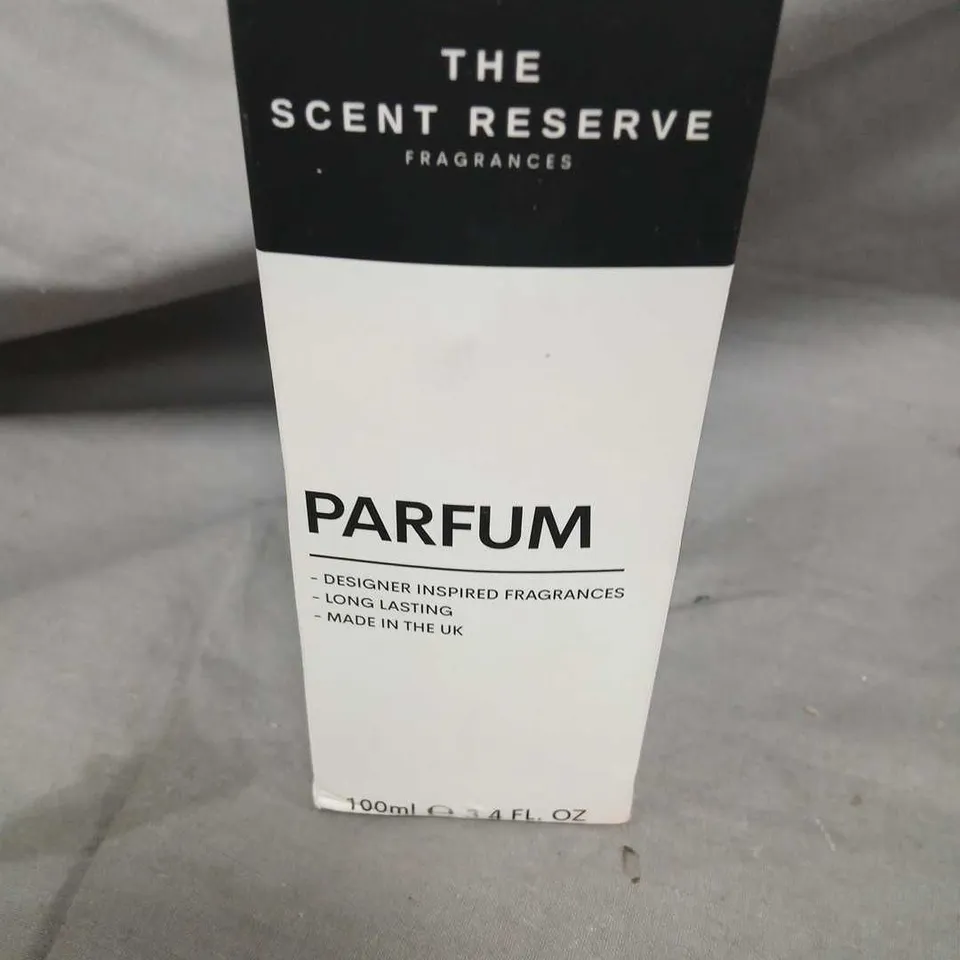 THE
SCENT RESERVE
FRAGRANCES
PARFUM
- DESIGNER INSPIRED FRAGRANCES
- LONG LASTING
- MADE IN THE UK
100ml ℮ 3.4 FL. OZ